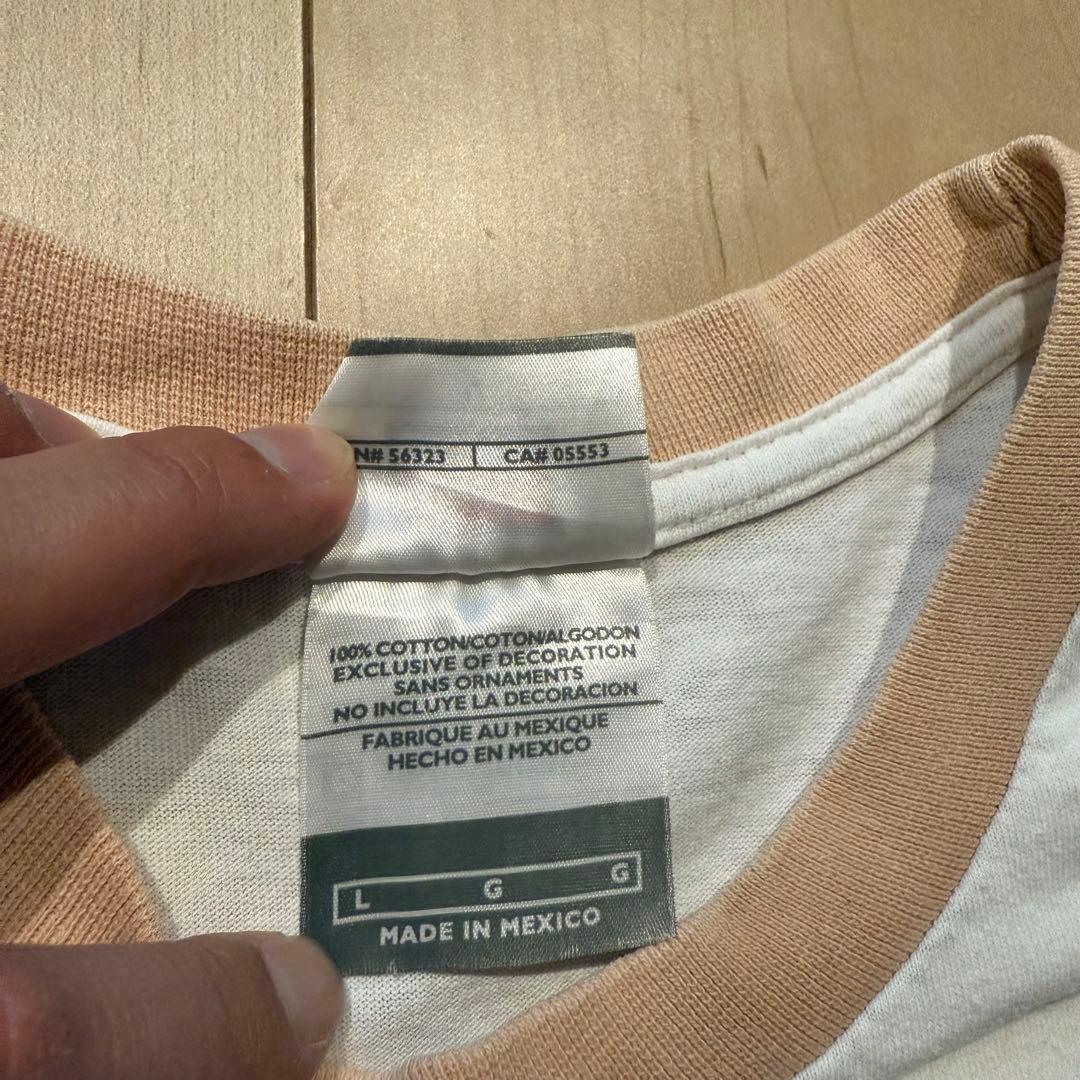 N# 56323 | CA# 05553
100% COTTON/COTON/ALGODON
EXCLUSIVE OF DECORATION
SANS ORNAMENTS
NO INCLUYE LA DECORACION
FABRIQUE AU MEXIQUE
HECHO EN MEXICO
L G G
MADE IN MEXICO